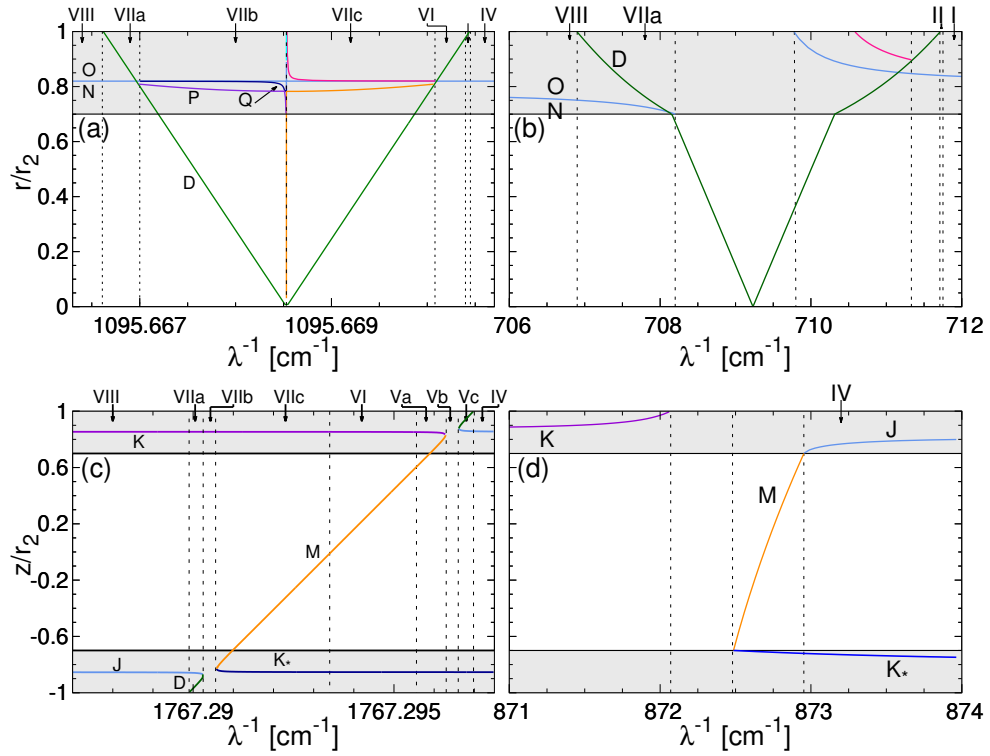 VIII VIIa VIIb VIIc VI I IV
VIII VIIa II I
1
0.8
0.6
0.4
0.2
0
r/r2
O
N
P
Q
D
(a)
1095.667 1095.669
λ-1 [cm-1]
D
O
N
(b)
706 708 710 712
λ-1 [cm-1]
VIII VIIa VIIb VIIc VI Va Vb Vc IV
IV
1
0.6
0.2
-0.2
-0.6
-1
z/r2
K
(c)
M
J
D
K*
1767.29 1767.295
λ-1 [cm-1]
K
J
(d)
M
K*
871 872 873 874
λ-1 [cm-1]